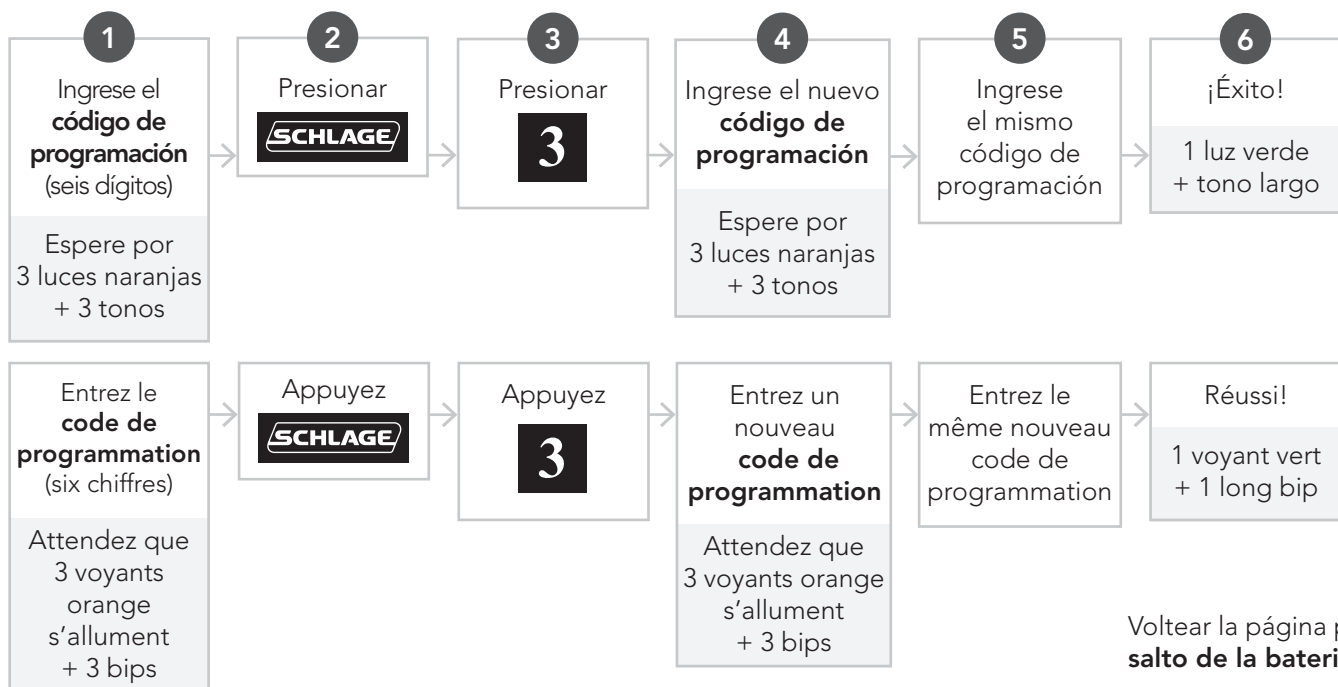 1
Ingrese el
código de
programación
(seis dígitos)
Espere por
3 luces naranjas
+ 3 tonos
2
Presionar
SCHLAGE
3
Presionar
3
4
Ingrese el nuevo
código de
programación
Espere por
3 luces naranjas
+ 3 tonos
5
Ingrese
el mismo
código de
programación
6
¡Éxito!
1 luz verde
+ tono largo
Entrez le
code de
programmation
(six chiffres)
Attendez que
3 voyants
orange
s'allument
+ 3 bips
Appuyez
SCHLAGE
Appuyez
3
Entrez un
nouveau
code de
programmation
Attendez que
3 voyants orange
s'allument
+ 3 bips
Entrez le
même nouveau
code de
programmation
Réussi!
1 voyant vert
+ 1 long bip
Voltear la página
salto de la